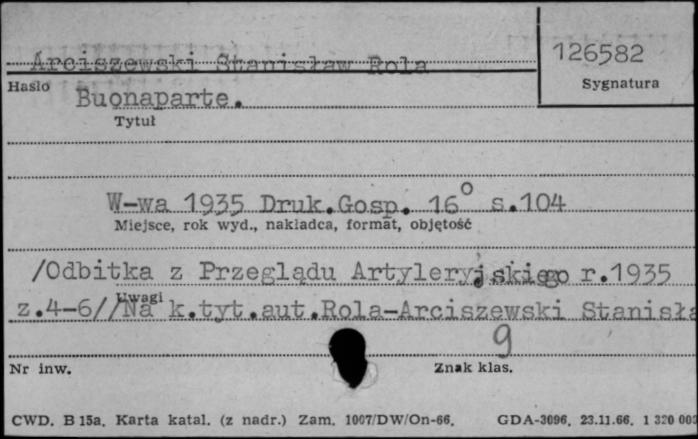 Arciszewski Stanisław Rola
126582
Hasło
Sygnatura
Buonaparte.
Tytuł
W-wa 1935 Druk.Gosp. 16° s.104
Miejsce, rok wyd., nakładca, format, objętość
/Odbitka z Przeglądu Artyleryjskiego r.1935
Uwagi
z.4-6//Na k.tyt.aut.Rola-Arciszewski Stanisła
9
Nr inw.
Znak klas.
CWD. B 15a. Karta katal. (z nadr.) Zam. 1007/DW/On-66. GDA-3096. 23.11.66. 1 320 003